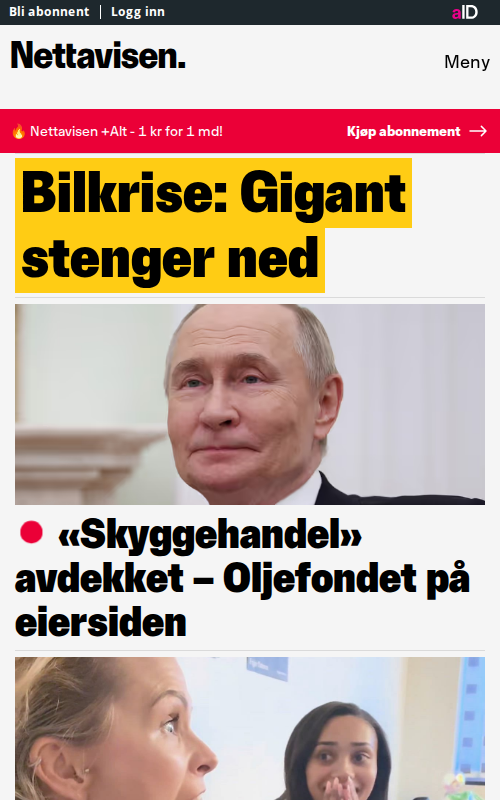 Bli abonnent | Logg inn
aID
Nettavisen.
Meny
🔥 Nettavisen +Alt - 1 kr for 1 md!
Kjøp abonnement →
Bilkrise: Gigant
stenger ned
«Skyggehandel»
avdekket – Oljefondet på
eiersiden